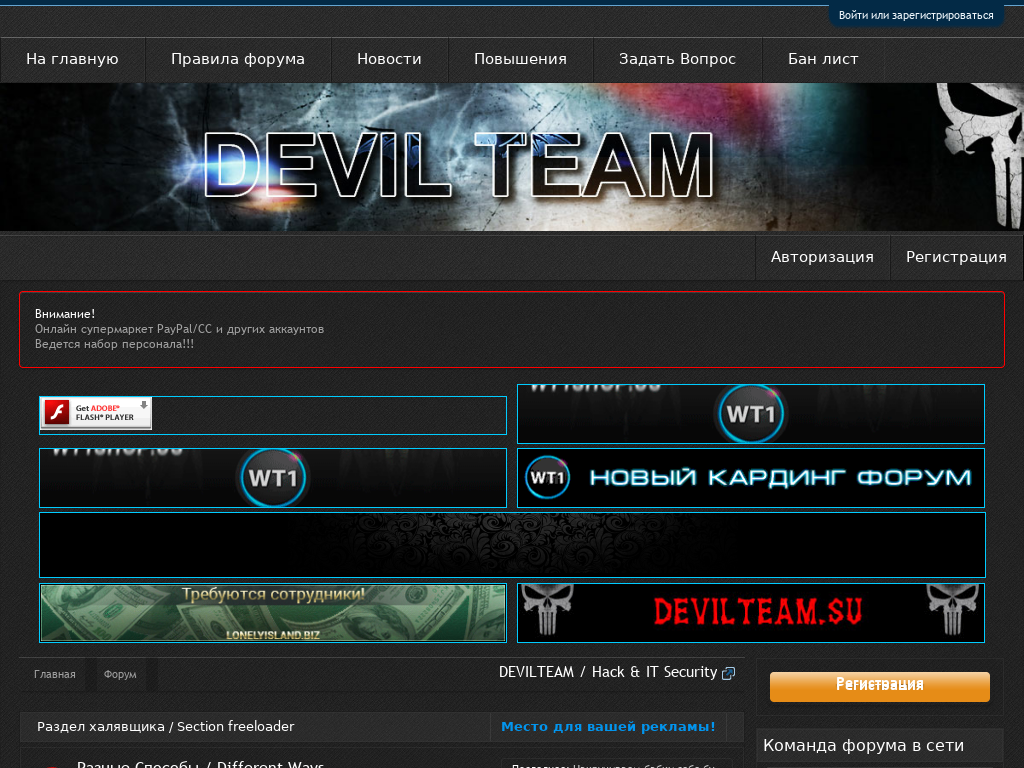 Войти или зарегистрироваться
На главную
Правила форума
Новости
Повышения
Задать Вопрос
Бан лист
DEVIL TEAM
Авторизация
Регистрация
Внимание!
Онлайн супермаркет PayPal/CC и других аккаунтов
Ведется набор персонала!!!
Get ADOBE®
FLASH® PLAYER
WT1
WT1
WT1
НОВЫЙ КАРДИНГ ФОРУМ
Требуются сотрудники!
LONELYISLAND.BIZ
DEVILTEAM.SU
Главная
Форум
DEVILTEAM / Hack & IT Security
Регистрация
Раздел халявщика / Section freeloader
Место для вашей рекламы!
Команда форума в сети
Разные Способы / Different Ways